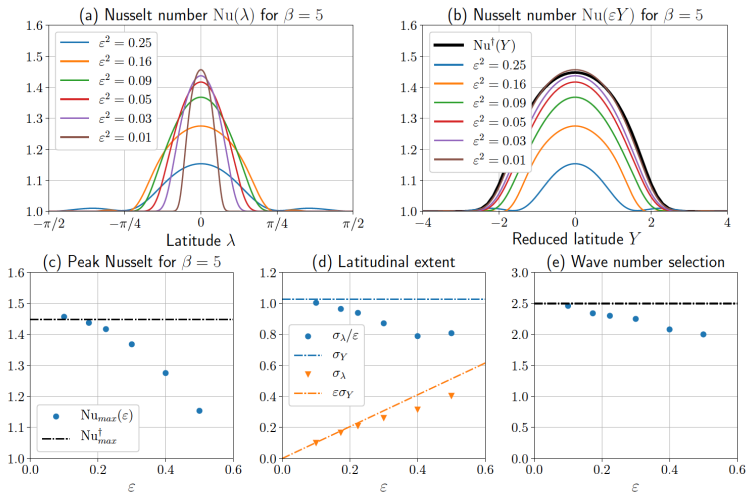 (a) Nusselt number Nu(λ) for β = 5
1.6
1.5
1.4
1.3
1.2
1.1
1.0
ε² = 0.25
ε² = 0.16
ε² = 0.09
ε² = 0.05
ε² = 0.03
ε² = 0.01
−π/2
−π/4
0
π/4
π/2
Latitude λ
(b) Nusselt number Nu(εY) for β = 5
1.6
1.5
1.4
1.3
1.2
1.1
1.0
Nu†(Y)
ε² = 0.25
ε² = 0.16
ε² = 0.09
ε² = 0.05
ε² = 0.03
ε² = 0.01
−4
−2
0
2
4
Reduced latitude Y
(c) Peak Nusselt for β = 5
1.6
1.5
1.4
1.3
1.2
1.1
1.0
Nu_max(ε)
Nu†_max
0.0
0.2
0.4
0.6
ε
(d) Latitudinal extent
1.2
1.0
0.8
0.6
0.4
0.2
0.0
σ_λ/ε
σ_Y
σ_λ
εσ_Y
0.0
0.2
0.4
0.6
ε
(e) Wave number selection
3.0
2.5
2.0
1.5
1.0
0.5
0.0
0.0
0.2
0.4
0.6
ε